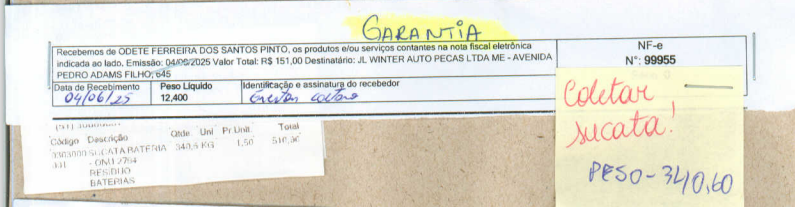 GARANTIA
Recebemos de ODETE FERREIRA DOS SANTOS PINTO, os produtos e/ou serviços contantes na nota fiscal eletrônica
indicada ao lado. Emissão: 04/06/2025 Valor Total: R$ 151,00 Destinatário: JL WINTER AUTO PECAS LTDA ME - AVENIDA
PEDRO ADAMS FILHO, 645
NF-e
N°: 99955
Data de Recebimento
04/06/25
Peso Líquido
12,400
Identificação e assinatura do recebedor
Coletar
sucata!
PESO - 340,60
Código Descrição Qtde. Uni Pr.Unit. Total
SUCATA BATERIA 340,6 KG 1,50
- ONU 2794
RESIDUO
BATERIAS